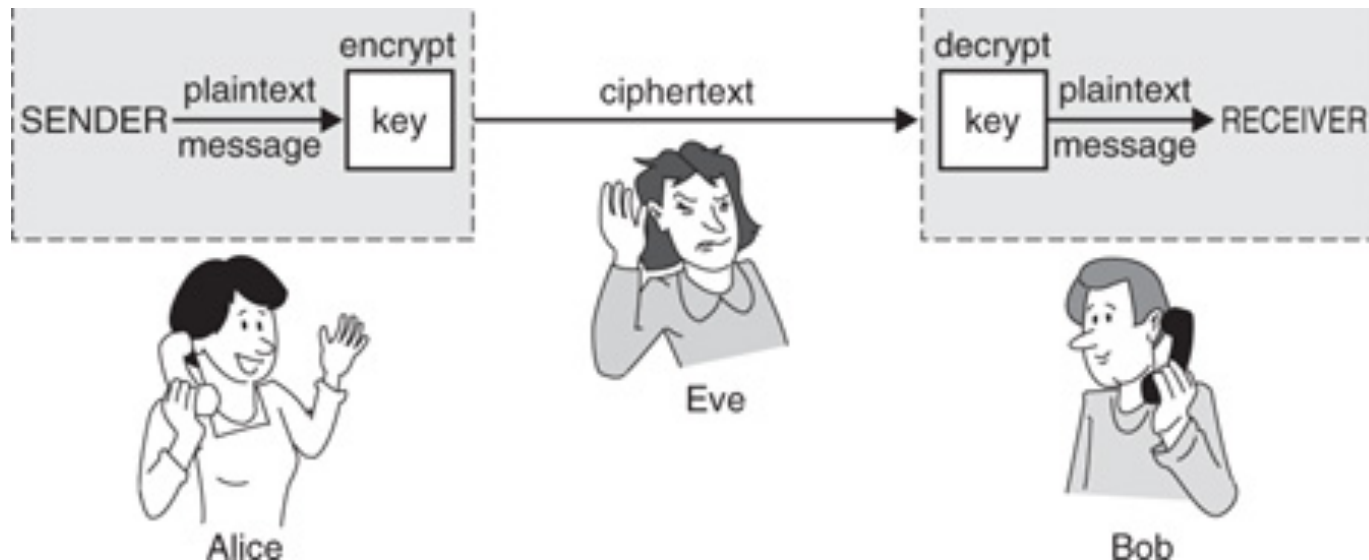 encrypt
SENDER
plaintext
message
key
ciphertext
decrypt
key
plaintext
message
RECEIVER
Alice
Eve
Bob